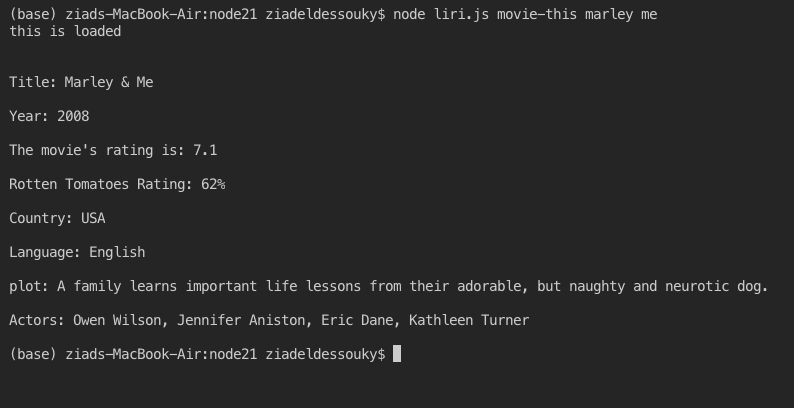 (base) ziads-MacBook-Air:node21 ziadeldessouky$ node liri.js movie-this marley me
this is loaded
Title: Marley & Me
Year: 2008
The movie's rating is: 7.1
Rotten Tomatoes Rating: 62%
Country: USA
Language: English
plot: A family learns important life lessons from their adorable, but naughty and neurotic dog.
Actors: Owen Wilson, Jennifer Aniston, Eric Dane, Kathleen Turner
(base) ziads-MacBook-Air:node21 ziadeldessouky$